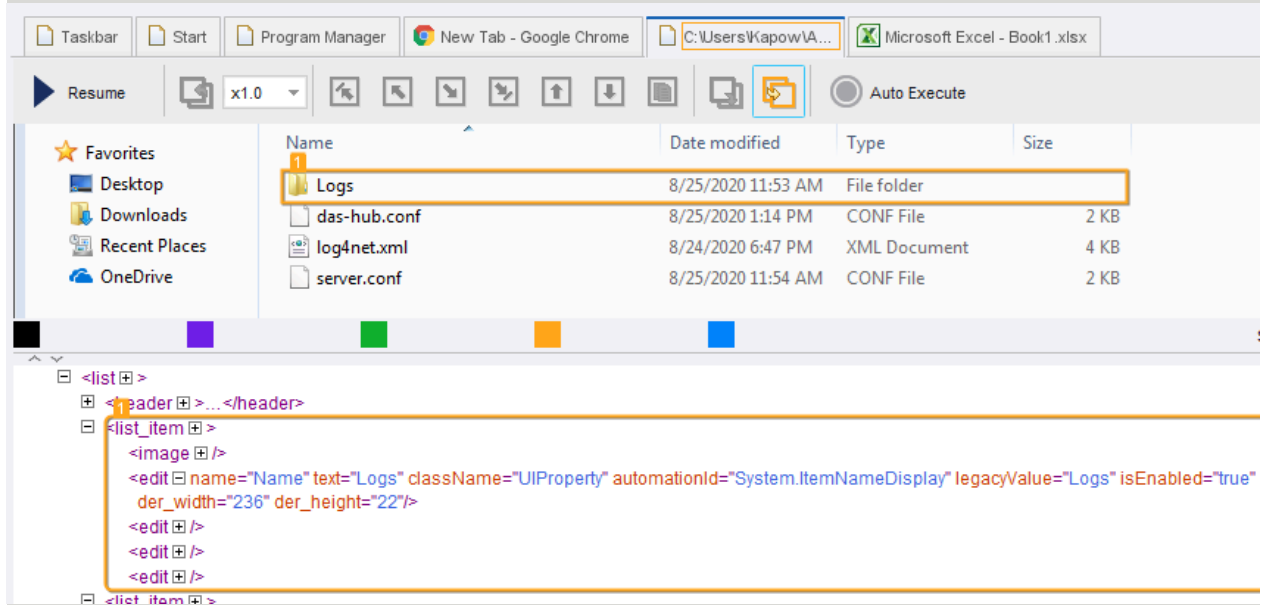 Taskbar Start Program Manager New Tab - Google Chrome C:\Users\Kapow\A... Microsoft Excel - Book1.xlsx
Resume x1.0 Auto Execute
Favorites
Desktop
Downloads
Recent Places
OneDrive
Name Date modified Type Size
1
Logs 8/25/2020 11:53 AM File folder
das-hub.conf 8/25/2020 1:14 PM CONF File 2 KB
log4net.xml 8/24/2020 6:47 PM XML Document 4 KB
server.conf 8/25/2020 11:54 AM CONF File 2 KB
<list >
1
<header >...</header>
<list_item >
<image />
<edit name="Name" text="Logs" className="UIProperty" automationId="System.ItemNameDisplay" legacyValue="Logs" isEnabled="true"
der_width="236" der_height="22"/>
<edit />
<edit />
<edit />
<list_item >